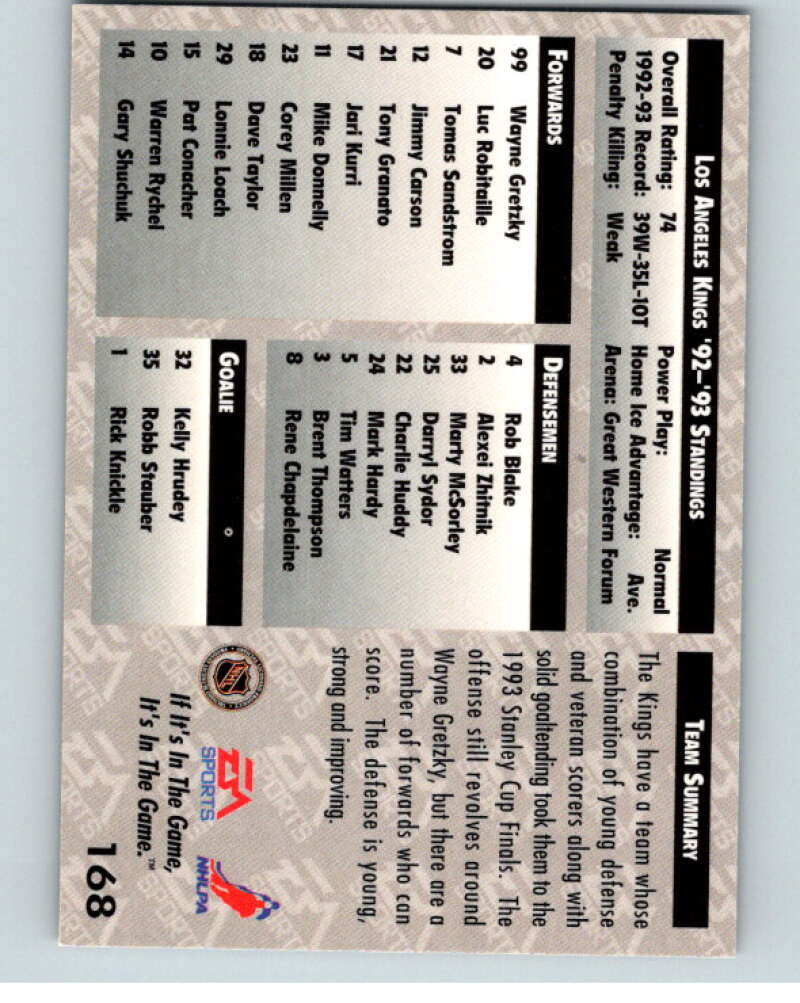 LOS ANGELES KINGS '92–'93 STANDINGS
Overall Rating: 74 Power Play: Normal
1992-93 Record: 39W-35L-10T Home Ice Advantage: Ave.
Penalty Killing: Weak Arena: Great Western Forum
FORWARDS
99 Wayne Gretzky
20 Luc Robitaille
7 Tomas Sandstrom
12 Jimmy Carson
21 Tony Granato
17 Jari Kurri
11 Mike Donnelly
23 Corey Millen
18 Dave Taylor
29 Lonnie Loach
15 Pat Conacher
10 Warren Rychel
14 Gary Shuchuk
DEFENSEMEN
4 Rob Blake
2 Alexei Zhitnik
33 Marty McSorley
25 Darryl Sydor
22 Charlie Huddy
24 Mark Hardy
5 Tim Watters
3 Brent Thompson
8 Rene Chapdelaine
GOALIE
32 Kelly Hrudey
35 Robb Stauber
1 Rick Knickle
TEAM SUMMARY
The Kings have a team whose
combination of young defense
and veteran scorers along with
solid goaltending took them to the
1993 Stanley Cup Finals. The
offense still revolves around
Wayne Gretzky, but there are a
number of forwards who can
score. The defense is young,
strong and improving.
NHL
EA
SPORTS
NHLPA
If It's In The Game,
It's In The Game.™
168